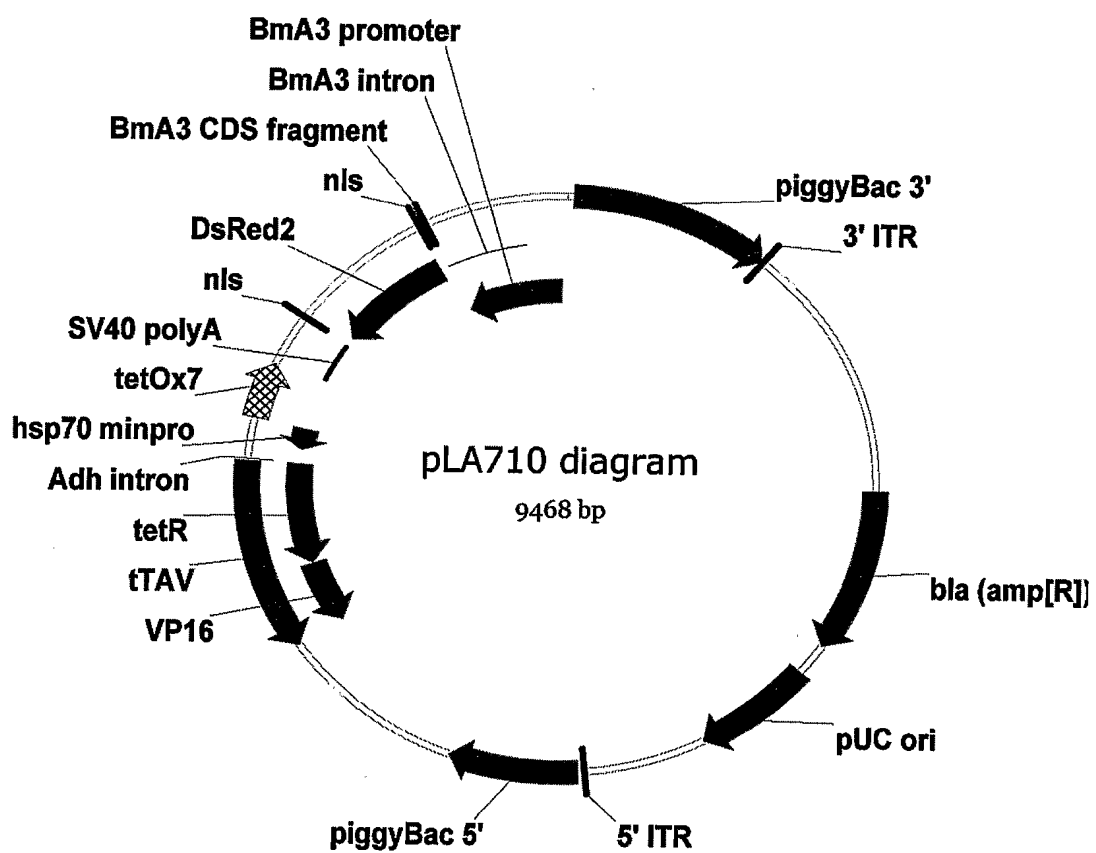 BmA3 promoter
BmA3 intron
BmA3 CDS fragment
nls
DsRed2
nls
SV40 polyA
tetOx7
hsp70 minpro
Adh intron
tetR
tTAV
VP16
piggyBac 3'
3' ITR
pLA710 diagram
9468 bp
bla (amp[R])
pUC ori
5' ITR
piggyBac 5'